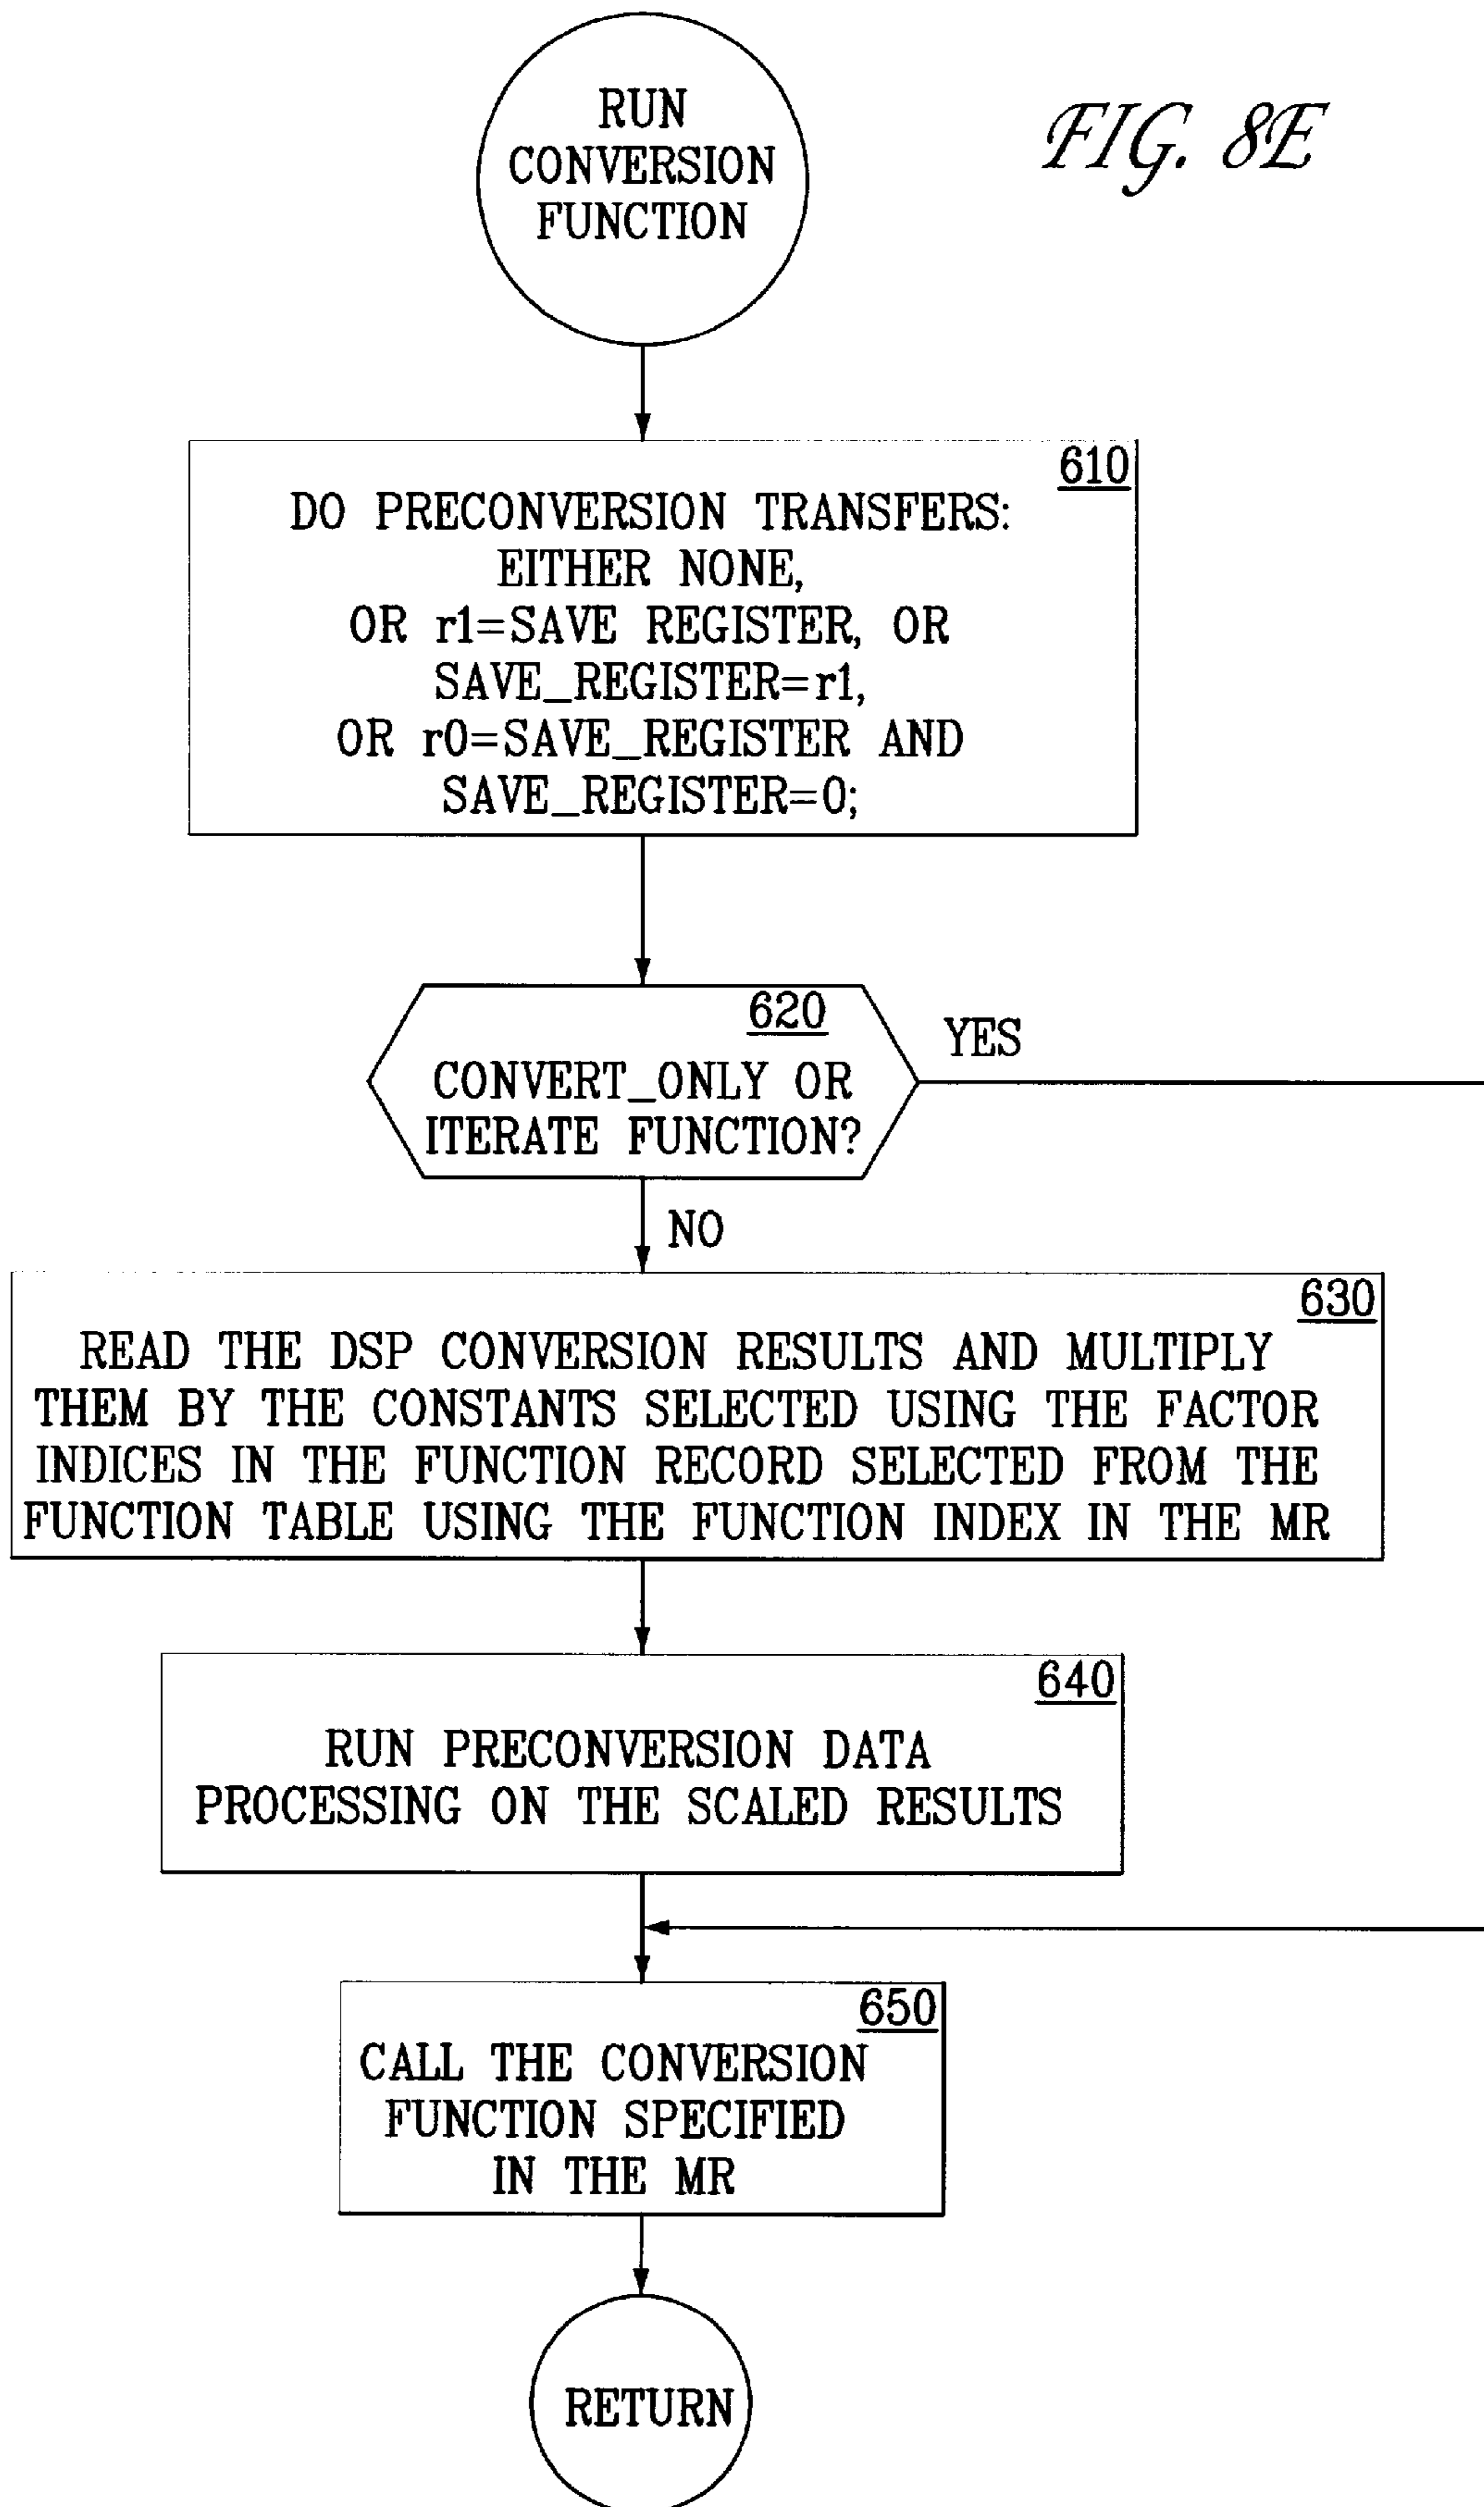 RUN
CONVERSION
FUNCTION
FIG. 8E
610
DO PRECONVERSION TRANSFERS:
EITHER NONE,
OR r1=SAVE REGISTER, OR
SAVE_REGISTER=r1,
OR r0=SAVE_REGISTER AND
SAVE_REGISTER=0;
620
CONVERT_ONLY OR
ITERATE FUNCTION?
YES
NO
630
READ THE DSP CONVERSION RESULTS AND MULTIPLY
THEM BY THE CONSTANTS SELECTED USING THE FACTOR
INDICES IN THE FUNCTION RECORD SELECTED FROM THE
FUNCTION TABLE USING THE FUNCTION INDEX IN THE MR
640
RUN PRECONVERSION DATA
PROCESSING ON THE SCALED RESULTS
650
CALL THE CONVERSION
FUNCTION SPECIFIED
IN THE MR
RETURN